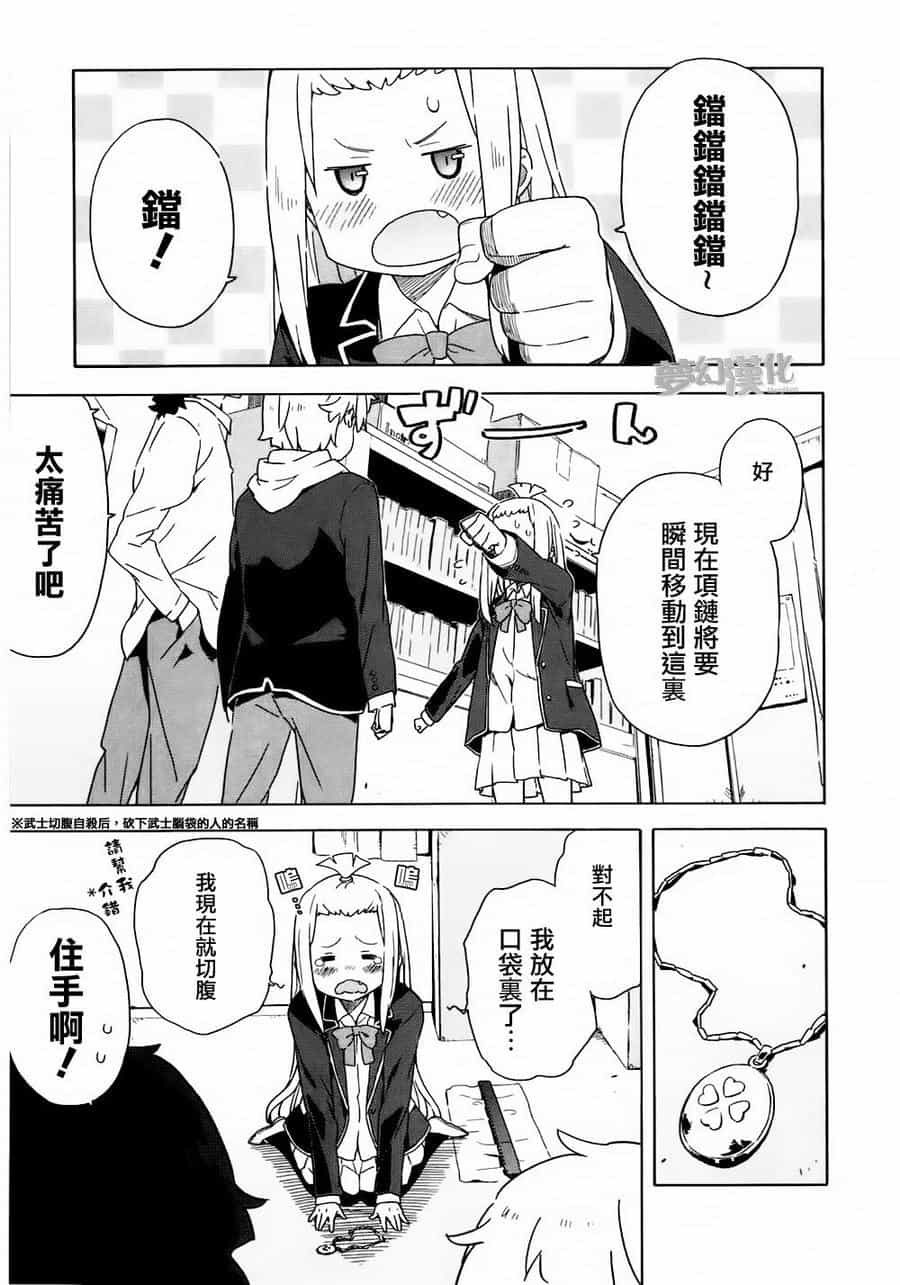 鐺鐺鐺鐺鐺~
鐺!
夢幻漢化
ずーん
好
現在項鏈將要
瞬間移動到這裏
太痛苦了吧
※武士切腹自殺后，砍下武士腦袋的人的名稱
對不起
我放在
口袋裏了……
嗚
嗚
我現在就切腹
請幫我
*介錯
住手啊!